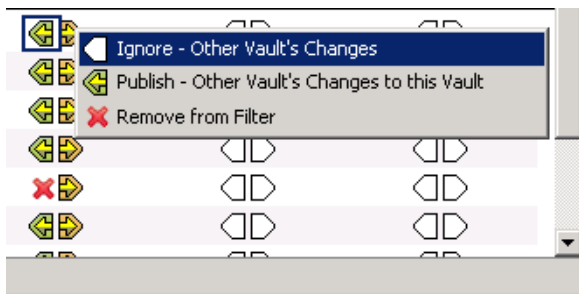 Ignore - Other Vault's Changes
Publish - Other Vault's Changes to this Vault
Remove from Filter